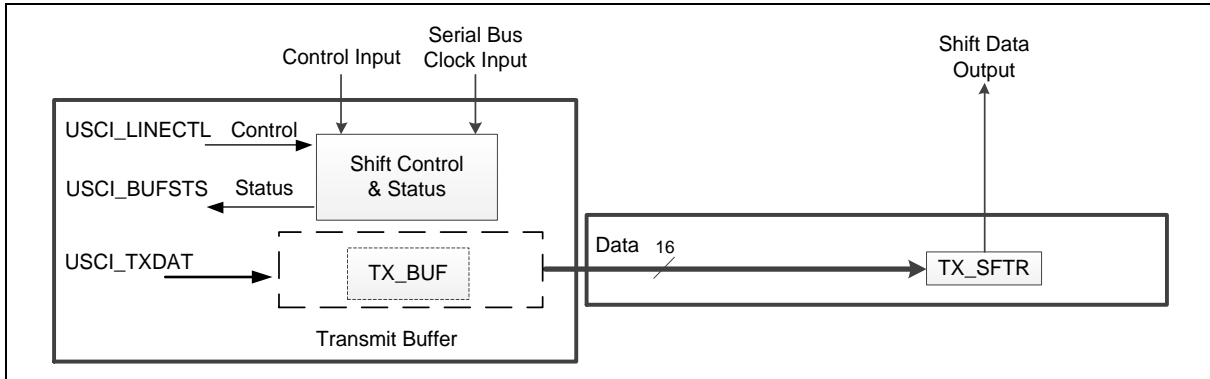 Control Input
Serial Bus
Clock Input
Shift Data
Output
USCI_LINECTL Control
Shift Control
& Status
USCI_BUFSTS Status
USCI_TXDAT
TX_BUF
Transmit Buffer
Data 16
TX_SFTR